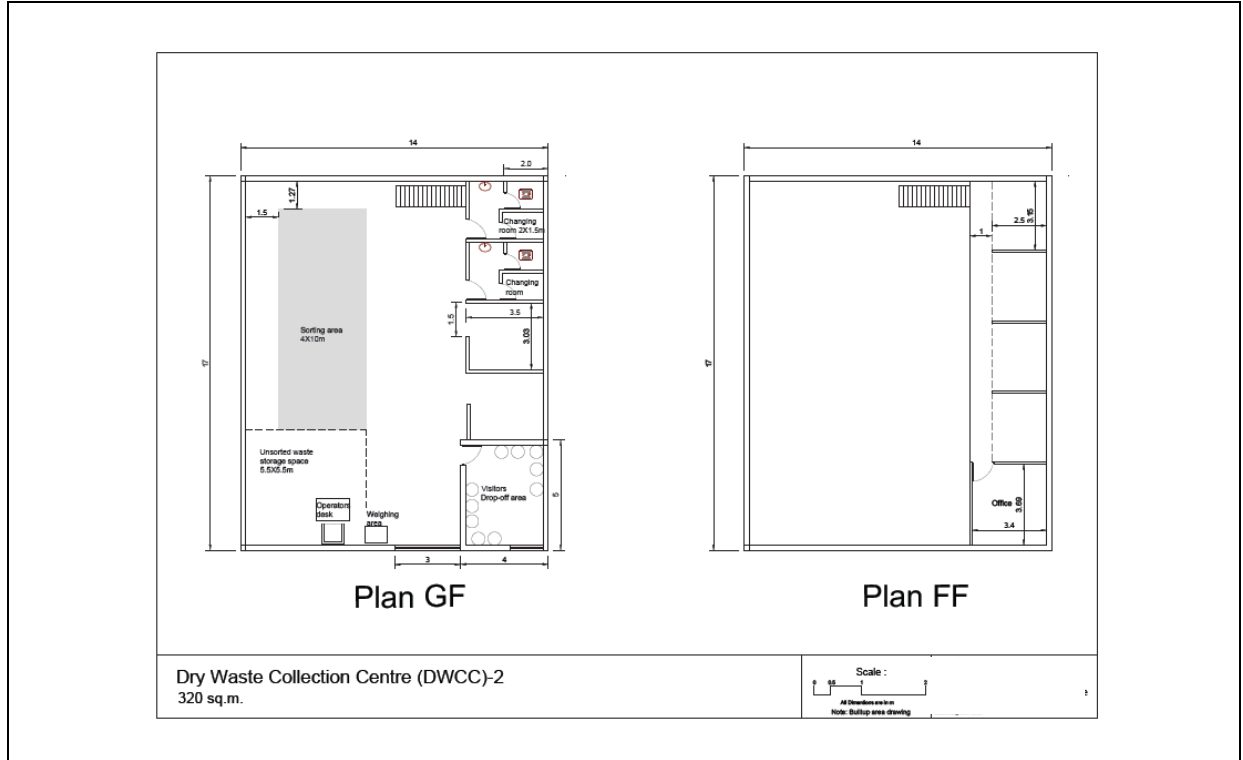 14
2.0
1.27
1.5
Changing
room 2X1.5m
Changing
room
1.5
3.5
3.03
Sorting area
4X10m
17
Unsorted waste
storage space
5.5X5.5m
Operators
desk
Weighing
area
Visitors
Drop-off area
5
3
4
Plan GF
14
3.15
2.5
1
17
Office
3.69
3.4
Plan FF
Dry Waste Collection Centre (DWCC)-2
320 sq.m.
Scale :
0 0.5 1 2
All Dimentions are in m
Note: Builtup area drawing